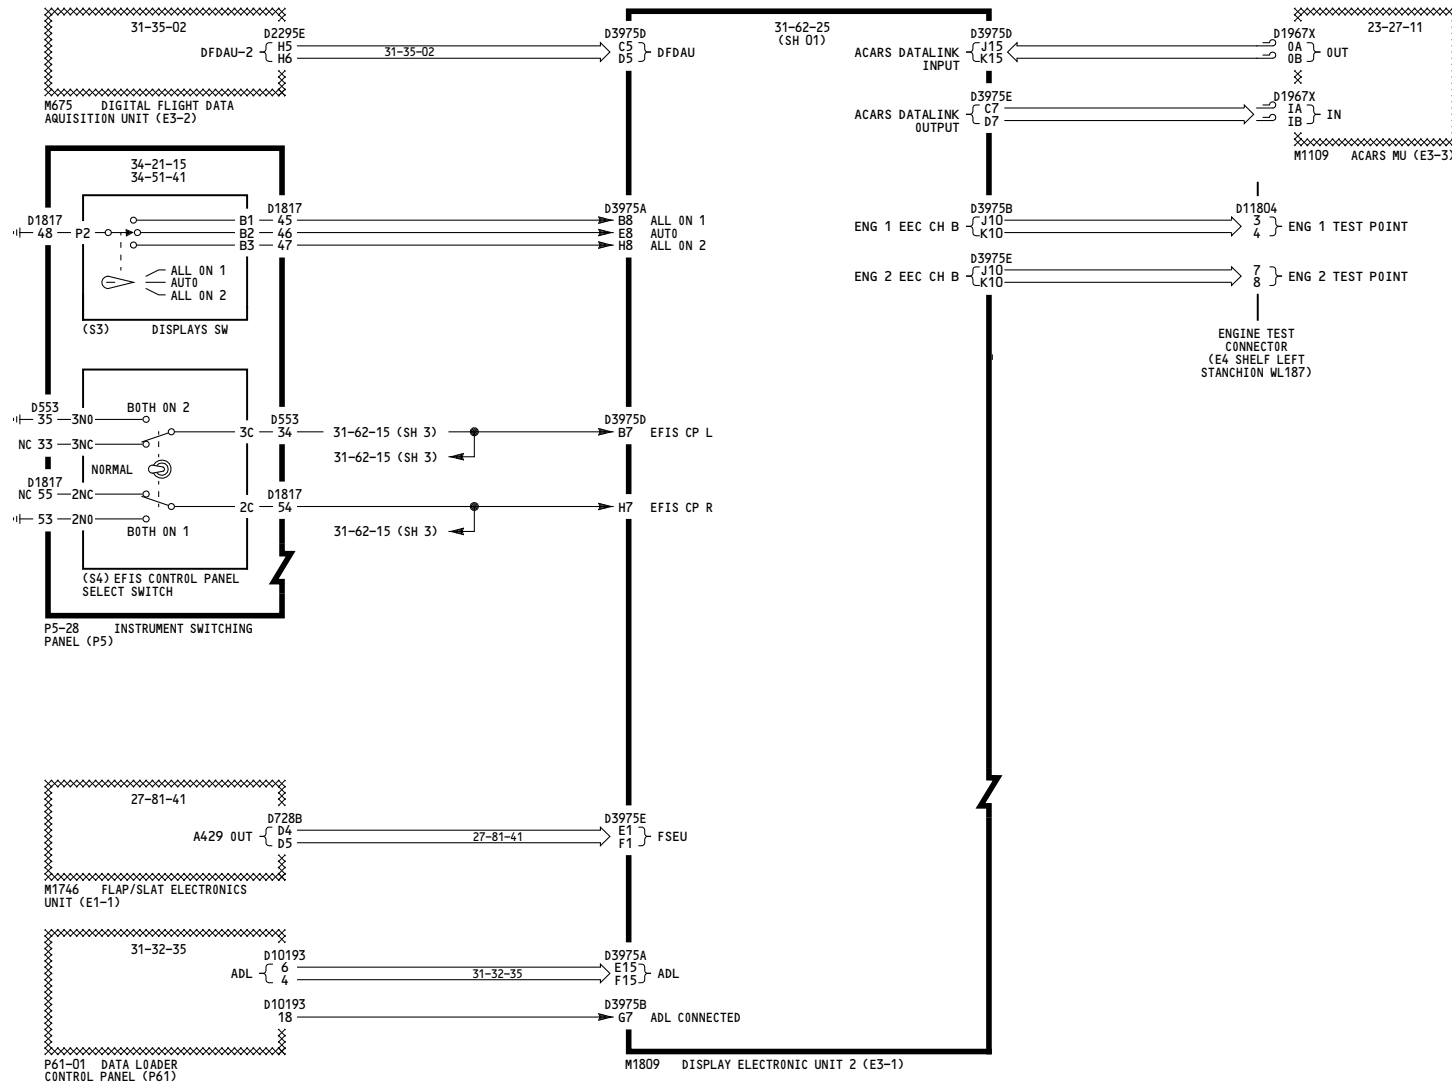 31-35-02
D2295E
DFDAU-2 H5
H6
31-35-02
D3975D
C5
D5 DFDAU
M675 DIGITAL FLIGHT DATA
AQUISITION UNIT (E3-2)
31-62-25
(SH 01)
D3975D
ACARS DATALINK
INPUT
J15
K15
D1967X
0A
0B OUT
23-27-11
D3975E
ACARS DATALINK
OUTPUT
C7
D7
D1967X
IA
IB IN
M1109 ACARS MU (E3-3)
34-21-15
34-51-41
D1817
48 P2
B1
B2
B3
D1817
45
46
47
D3975A
B8 ALL ON 1
E8 AUTO
H8 ALL ON 2
ALL ON 1
AUTO
ALL ON 2
(S3) DISPLAYS SW
D3975B
ENG 1 EEC CH B J10
K10
D11804
3
4 ENG 1 TEST POINT
D3975E
ENG 2 EEC CH B J10
K10
7
8 ENG 2 TEST POINT
ENGINE TEST
CONNECTOR
(E4 SHELF LEFT
STANCHION WL187)
D553
35 3NO BOTH ON 2
NC 33 3NC
3C
D553
34
31-62-15 (SH 3)
31-62-15 (SH 3)
D3975D
B7 EFIS CP L
NORMAL
D1817
NC 55 2NC
53 2NO
BOTH ON 1
2C
D1817
54
31-62-15 (SH 3)
H7 EFIS CP R
(S4) EFIS CONTROL PANEL
SELECT SWITCH
P5-28 INSTRUMENT SWITCHING
PANEL (P5)
27-81-41
D728B
A429 OUT D4
D5
27-81-41
D3975E
E1
F1 FSEU
M1746 FLAP/SLAT ELECTRONICS
UNIT (E1-1)
31-32-35
D10193
ADL 6
4
31-32-35
D3975A
E15
F15 ADL
D10193
18
D3975B
G7 ADL CONNECTED
P61-01 DATA LOADER
CONTROL PANEL (P61)
M1809 DISPLAY ELECTRONIC UNIT 2 (E3-1)